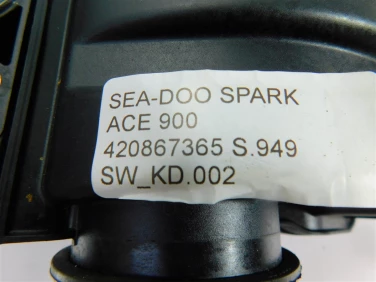 SEA-DOO SPARK
ACE 900
420867365 S.949
SW_KD.002